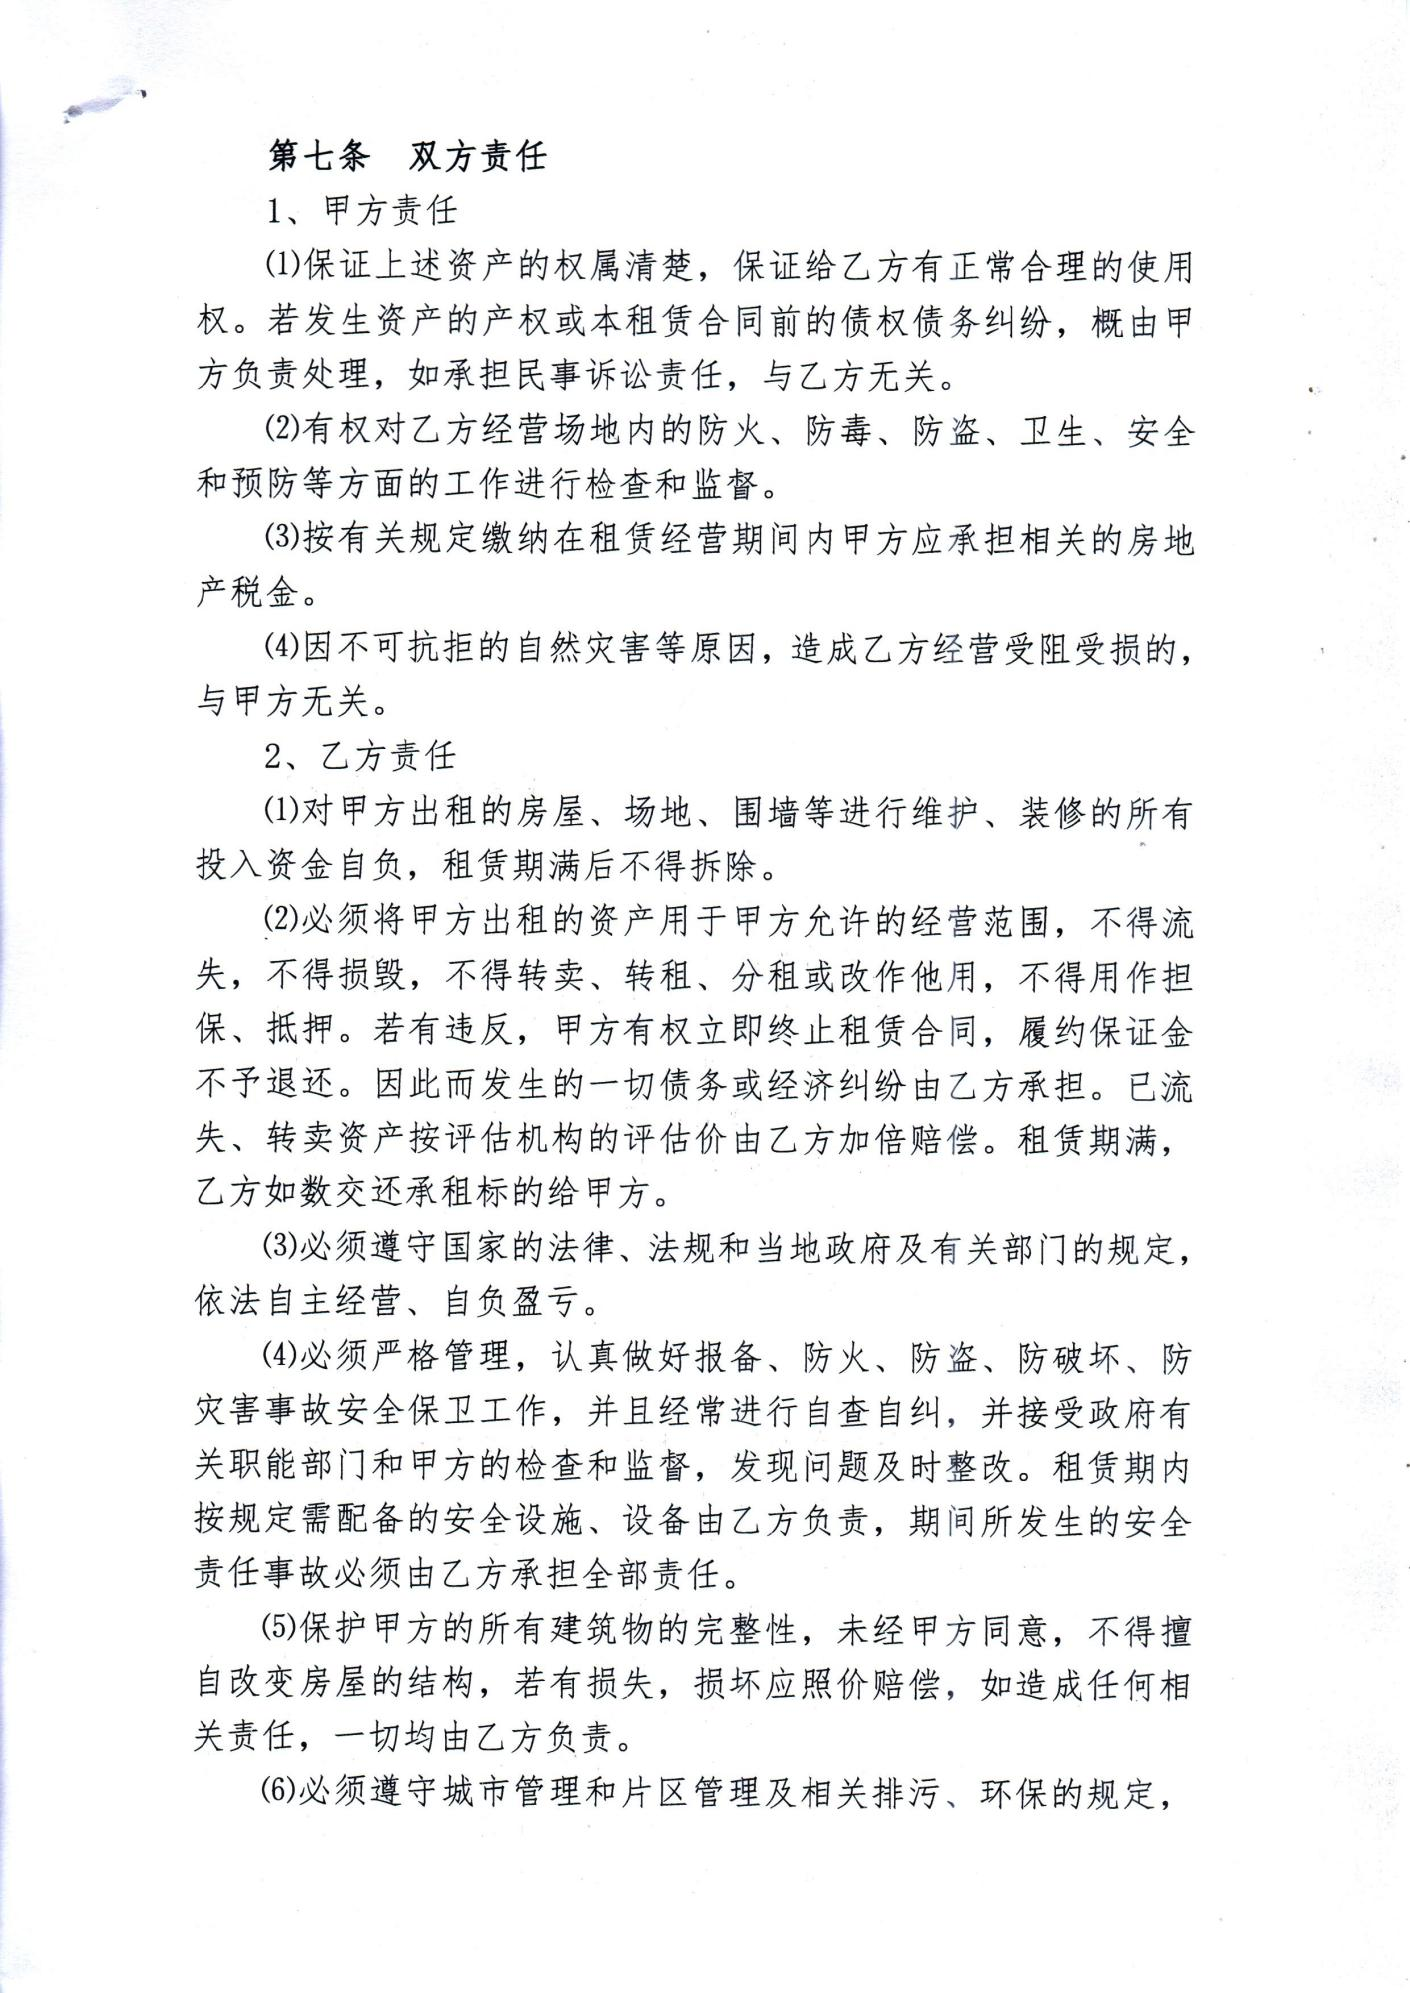 第七条　双方责任
1、甲方责任
⑴保证上述资产的权属清楚，保证给乙方有正常合理的使用
权。若发生资产的产权或本租赁合同前的债权债务纠纷，概由甲
方负责处理，如承担民事诉讼责任，与乙方无关。
⑵有权对乙方经营场地内的防火、防毒、防盗、卫生、安全
和预防等方面的工作进行检查和监督。
⑶按有关规定缴纳在租赁经营期间内甲方应承担相关的房地
产税金。
⑷因不可抗拒的自然灾害等原因，造成乙方经营受阻受损的，
与甲方无关。
2、乙方责任
⑴对甲方出租的房屋、场地、围墙等进行维护、装修的所有
投入资金自负，租赁期满后不得拆除。
⑵必须将甲方出租的资产用于甲方允许的经营范围，不得流
失，不得损毁，不得转卖、转租、分租或改作他用，不得用作担
保、抵押。若有违反，甲方有权立即终止租赁合同，履约保证金
不予退还。因此而发生的一切债务或经济纠纷由乙方承担。已流
失、转卖资产按评估机构的评估价由乙方加倍赔偿。租赁期满，
乙方如数交还承租标的给甲方。
⑶必须遵守国家的法律、法规和当地政府及有关部门的规定，
依法自主经营、自负盈亏。
⑷必须严格管理，认真做好报备、防火、防盗、防破坏、防
灾害事故安全保卫工作，并且经常进行自查自纠，并接受政府有
关职能部门和甲方的检查和监督，发现问题及时整改。租赁期内
按规定需配备的安全设施、设备由乙方负责，期间所发生的安全
责任事故必须由乙方承担全部责任。
⑸保护甲方的所有建筑物的完整性，未经甲方同意，不得擅
自改变房屋的结构，若有损失，损坏应照价赔偿，如造成任何相
关责任，一切均由乙方负责。
⑹必须遵守城市管理和片区管理及相关排污、环保的规定，